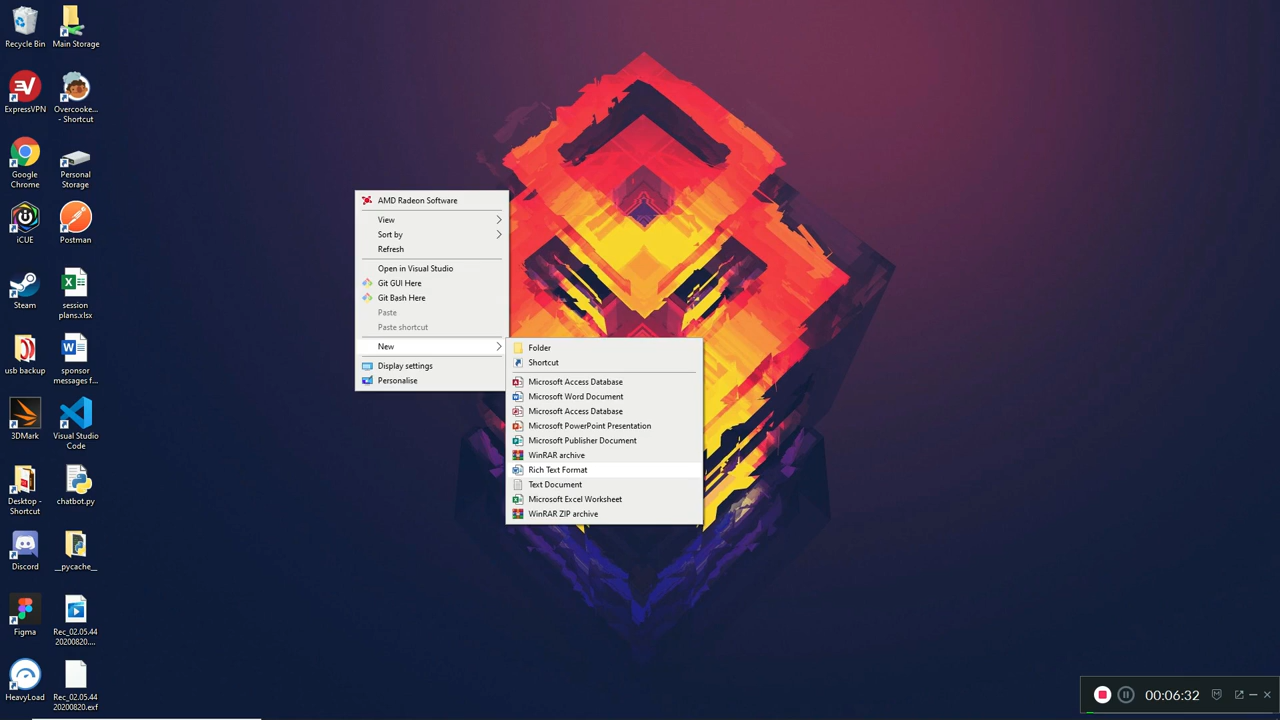 Recycle Bin
Main Storage
ExpressVPN
Overcooke...
- Shortcut
Google
Chrome
Personal
Storage
iCUE
Postman
Steam
session
plans.xlsx
usb backup
sponsor
messages f...
3DMark
Visual Studio
Code
Desktop -
Shortcut
chatbot.py
Discord
__pycache__
Figma
Rec_02.05.44
20200820....
HeavyLoad
Rec_02.05.44
20200820.exf
AMD Radeon Software
View
Sort by
Refresh
Open in Visual Studio
Git GUI Here
Git Bash Here
Paste
Paste shortcut
New
Display settings
Personalise
Folder
Shortcut
Microsoft Access Database
Microsoft Word Document
Microsoft Access Database
Microsoft PowerPoint Presentation
Microsoft Publisher Document
WinRAR archive
Rich Text Format
Text Document
Microsoft Excel Worksheet
WinRAR ZIP archive
00:06:32